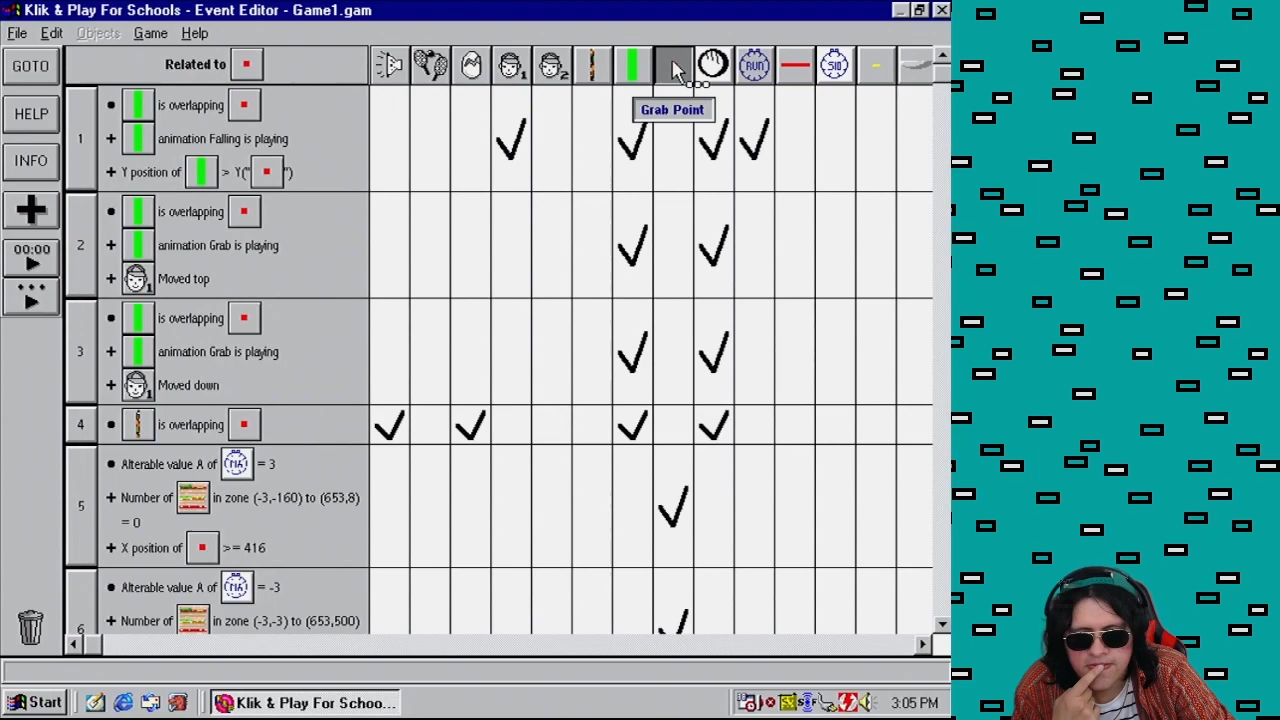 Klik & Play For Schools - Event Editor - Game1.gam
File Edit Objects Game Help
GOTO
Related to
1
2
RUN
SIB
HELP
Grab Point
INFO
00:00
1
is overlapping
+ animation Falling is playing
+ Y position of > Y(" ")
2
is overlapping
+ animation Grab is playing
+ Moved top
3
is overlapping
+ animation Grab is playing
+ Moved down
4
is overlapping
5
Alterable value A of = 3
+ Number of in zone (-3,-160) to (653,8)
= 0
+ X position of >= 416
6
Alterable value A of = -3
+ Number of in zone (-3,-3) to (653,500)
Start
Klik & Play For Schoo...
3:05 PM